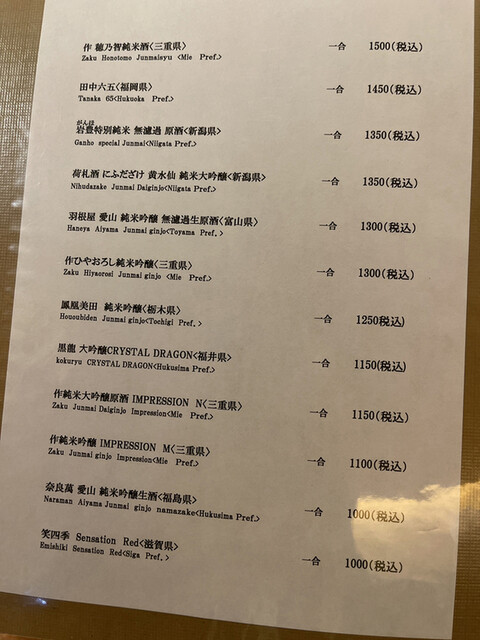 作 穂乃智純米酒<三重県> 一合 1500(税込)
Zaku Honotomo Junmaisyu <Mie Pref.>
田中六五<福岡県> 一合 1450(税込)
Tanaka 65<Hukuoka Pref.>
がんほ
岩豊特別純米 無濾過 原酒<新潟県> 一合 1350(税込)
Ganho special Junmai<Niigata Pref.>
荷札酒 にふだざけ 黄水仙 純米大吟醸<新潟県> 一合 1350(税込)
Nihudazake Junmai Daiginjo<Niigata Pref.>
羽根屋 愛山 純米吟醸 無濾過生原酒<富山県> 一合 1300(税込)
Haneya Aiyama Junmai ginjo<Toyama Pref.>
作ひやおろし純米吟醸<三重県> 一合 1300(税込)
Zaku Hiyaorosi Junmai ginjo <Mie Pref.>
鳳凰美田 純米吟醸<栃木県> 一合 1250(税込)
Hououbiden Junmai ginjo<Tochigi Pref.>
黒龍 大吟醸CRYSTAL DRAGON<福井県> 一合 1150(税込)
kokuryu CRYSTAL DRAGON<Hukusima Pref.>
作純米大吟醸原酒 IMPRESSION N<三重県> 一合 1150(税込)
Zaku Junmai Daiginjo Impression<Mie Pref.>
作純米吟醸 IMPRESSION M<三重県> 一合 1100(税込)
Zaku Junmai ginjo Impression<Mie Pref.>
奈良萬 愛山 純米吟醸生酒<福島県> 一合 1000(税込)
Naraman Aiyama Junmai ginjo namazake<Hukusima Pref.>
笑四季 Sensation Red<滋賀県> 一合 1000(税込)
Emishiki Sensation Red<Siga Pref.>